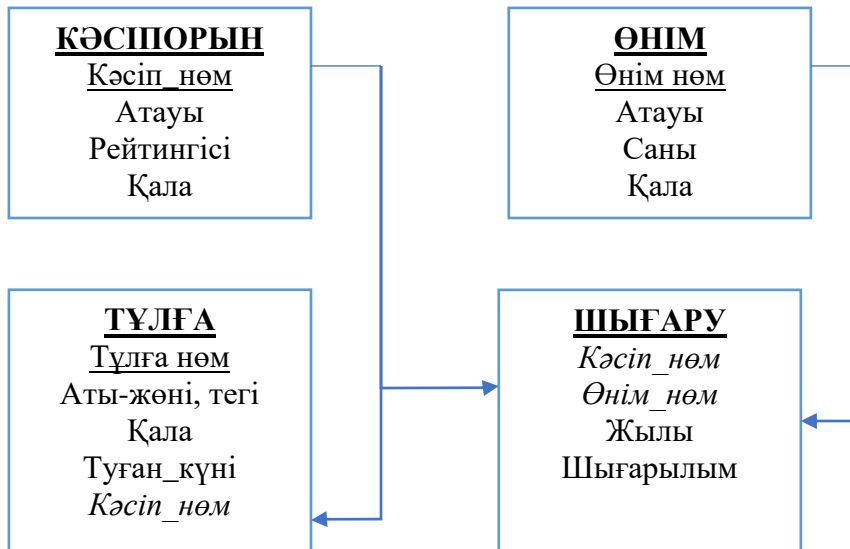 КӘСІПОРЫН
Кәсіп_нөм
Атауы
Рейтингісі
Қала
ӨНІМ
Өнім нөм
Атауы
Саны
Қала
ТҰЛҒА
Тұлға нөм
Аты-жөні, тегі
Қала
Туған_күні
Кәсіп_нөм
ШЫҒАРУ
Кәсіп_нөм
Өнім_нөм
Жылы
Шығарылым